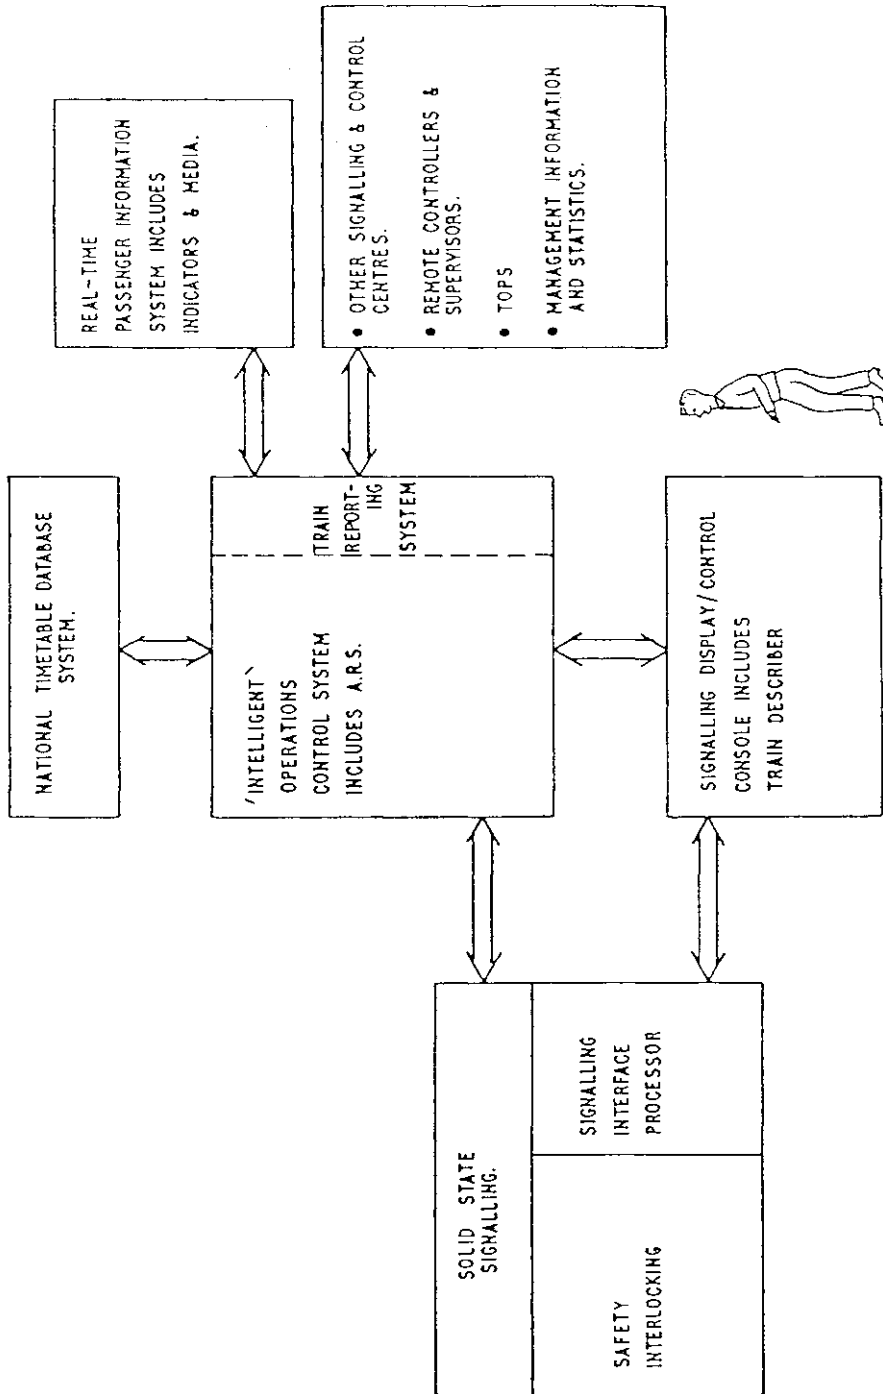 NATIONAL TIMETABLE DATABASE
SYSTEM.
REAL-TIME
PASSENGER INFORMATION
SYSTEM INCLUDES
INDICATORS & MEDIA.
• OTHER SIGNALLING & CONTROL
CENTRES.
• REMOTE CONTROLLERS &
SUPERVISORS.
• TOPS
• MANAGEMENT INFORMATION
AND STATISTICS.
'INTELLIGENT'
OPERATIONS
CONTROL SYSTEM
INCLUDES A.R.S.
TRAIN
REPORT-
ING
SYSTEM
SOLID STATE
SIGNALLING.
SAFETY
INTERLOCKING
SIGNALLING
INTERFACE
PROCESSOR
SIGNALLING DISPLAY/CONTROL
CONSOLE INCLUDES
TRAIN DESCRIBER